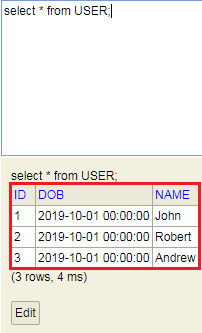 select * from USER;
select * from USER;
ID DOB NAME
1 2019-10-01 00:00:00 John
2 2019-10-01 00:00:00 Robert
3 2019-10-01 00:00:00 Andrew
(3 rows, 4 ms)
Edit